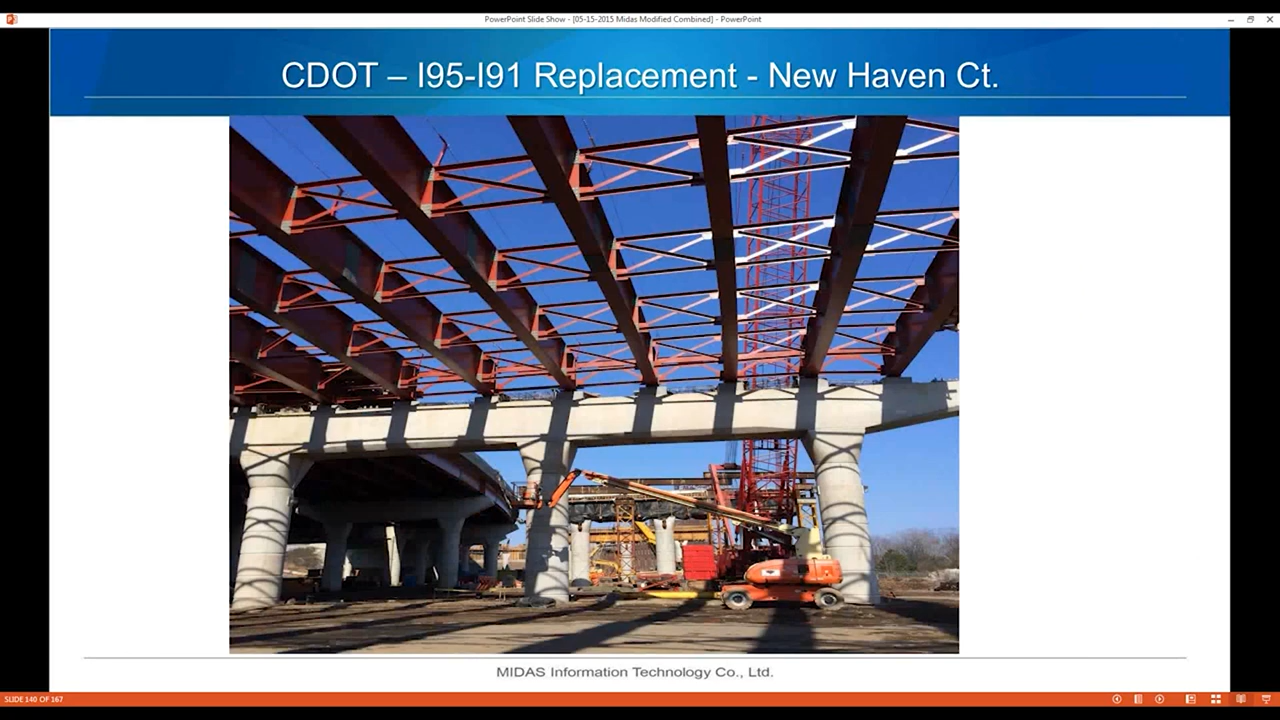 PowerPoint Slide Show - [05-15-2015 Midas Modified Combined] - PowerPoint
CDOT – I95-I91 Replacement - New Haven Ct.
MIDAS Information Technology Co., Ltd.
SLIDE 140 OF 167